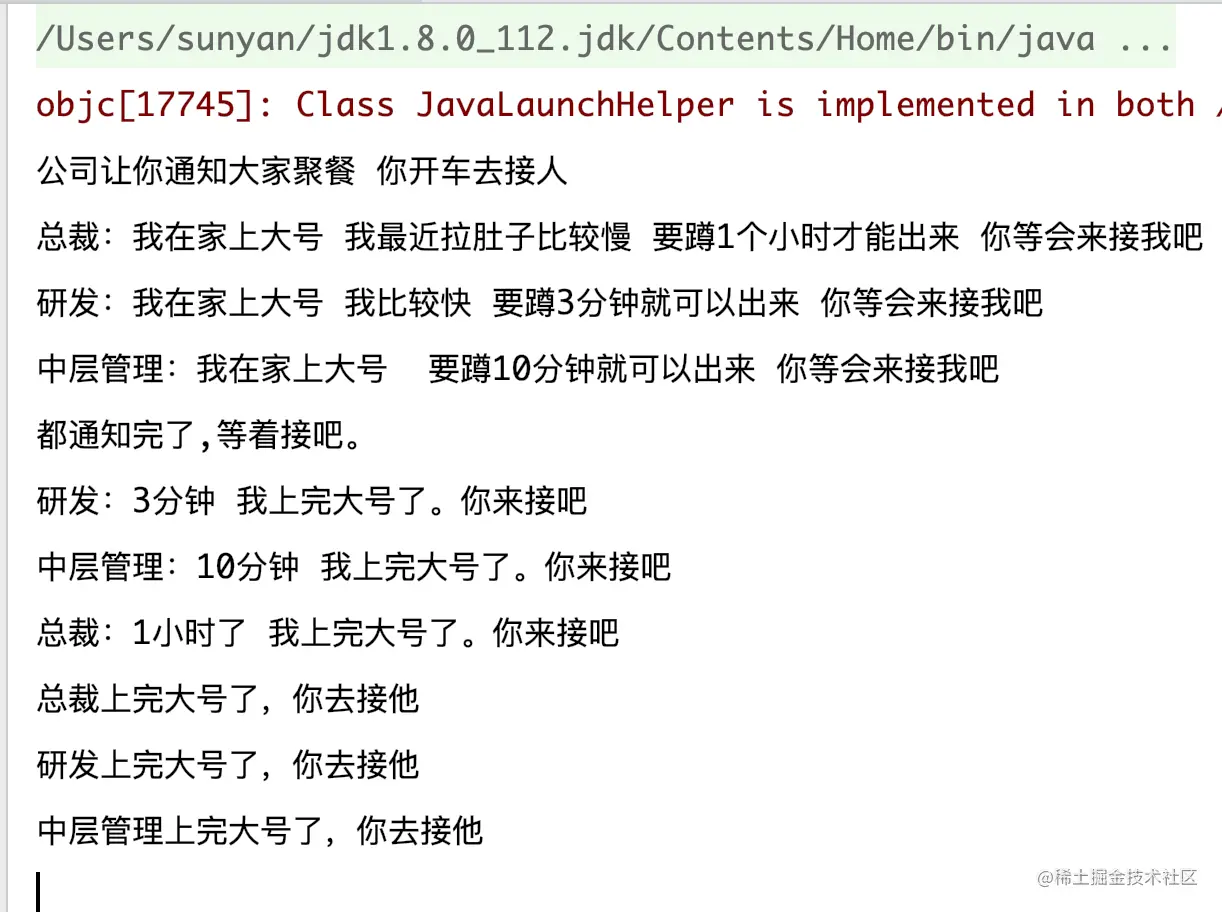 /Users/sunyan/jdk1.8.0_112.jdk/Contents/Home/bin/java ...
objc[17745]: Class JavaLaunchHelper is implemented in both /
公司让你通知大家聚餐 你开车去接人
总裁：我在家上大号 我最近拉肚子比较慢 要蹲1个小时才能出来 你等会来接我吧
研发：我在家上大号 我比较快 要蹲3分钟就可以出来 你等会来接我吧
中层管理：我在家上大号  要蹲10分钟就可以出来 你等会来接我吧
都通知完了,等着接吧。
研发：3分钟 我上完大号了。你来接吧
中层管理：10分钟 我上完大号了。你来接吧
总裁：1小时了 我上完大号了。你来接吧
总裁上完大号了，你去接他
研发上完大号了，你去接他
中层管理上完大号了，你去接他
@稀土掘金技术社区